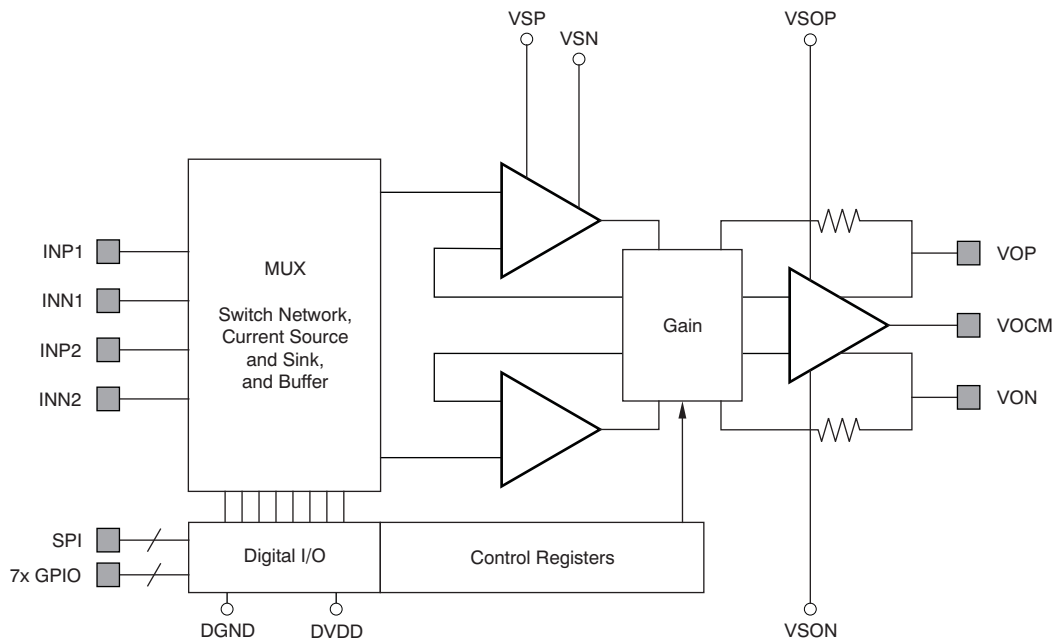 VSP
VSN
VSOP
INP1
INN1
INP2
INN2
MUX
Switch Network,
Current Source
and Sink,
and Buffer
Gain
VOP
VOCM
VON
SPI
7x GPIO
Digital I/O
Control Registers
DGND
DVDD
VSON